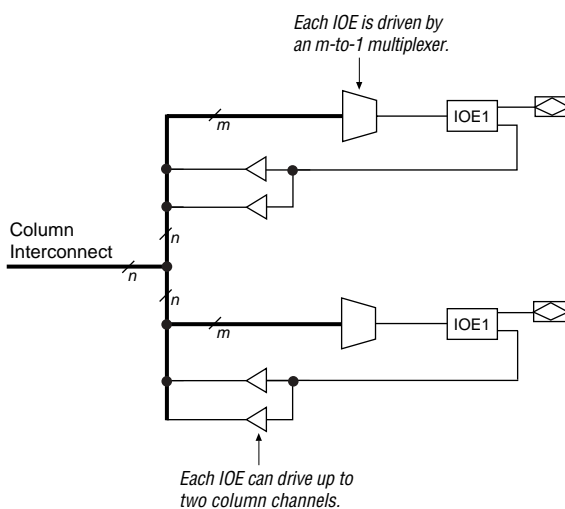 Each IOE is driven by
an m-to-1 multiplexer.
m
IOE1
Column
Interconnect
n
n
n
m
IOE1
Each IOE can drive up to
two column channels.